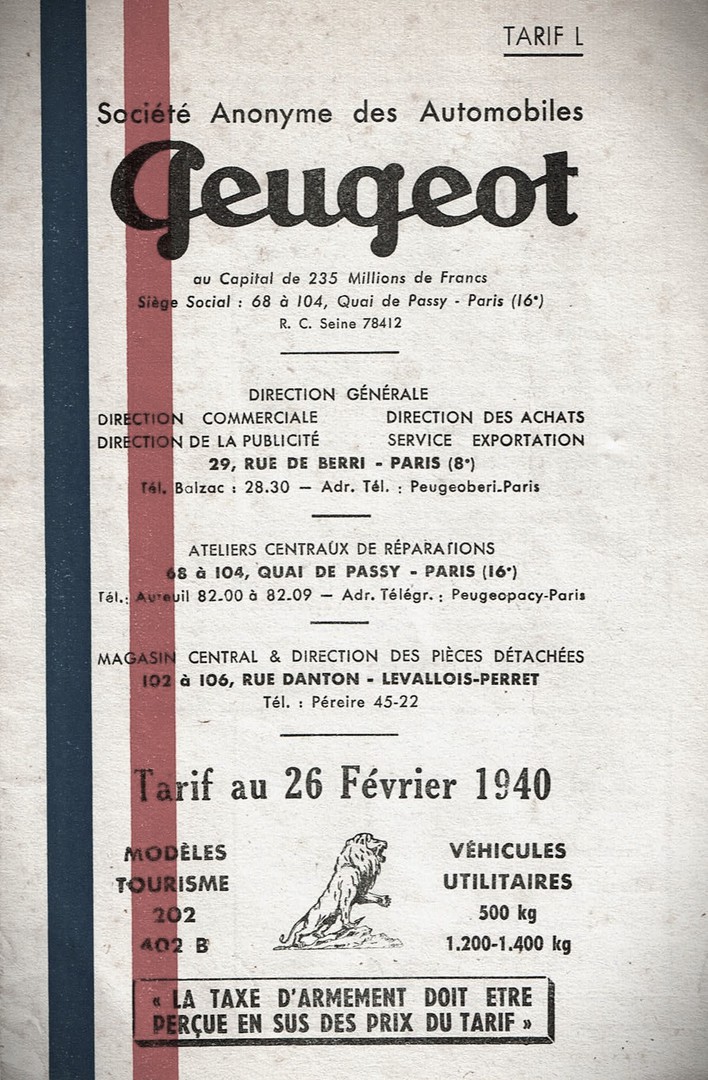 TARIF L
Société Anonyme des Automobiles
Peugeot
au Capital de 235 Millions de Francs
Siège Social : 68 à 104, Quai de Passy - Paris (16e)
R. C. Seine 78412
DIRECTION GÉNÉRALE
DIRECTION COMMERCIALE DIRECTION DES ACHATS
DIRECTION DE LA PUBLICITÉ SERVICE EXPORTATION
29, RUE DE BERRI - PARIS (8e)
Tél. Balzac : 28.30 — Adr. Tél. : Peugeoberi-Paris
ATELIERS CENTRAUX DE RÉPARATIONS
68 à 104, QUAI DE PASSY - PARIS (16e)
Tél.: Auteuil 82.00 à 82.09 — Adr. Télégr. : Peugeopacy-Paris
MAGASIN CENTRAL & DIRECTION DES PIÈCES DÉTACHÉES
102 à 106, RUE DANTON - LEVALLOIS-PERRET
Tél. : Péreire 45-22
Tarif au 26 Février 1940
MODÈLES
TOURISME
202
402 B
VÉHICULES
UTILITAIRES
500 kg
1.200-1.400 kg
« LA TAXE D'ARMEMENT DOIT ETRE
PERÇUE EN SUS DES PRIX DU TARIF »